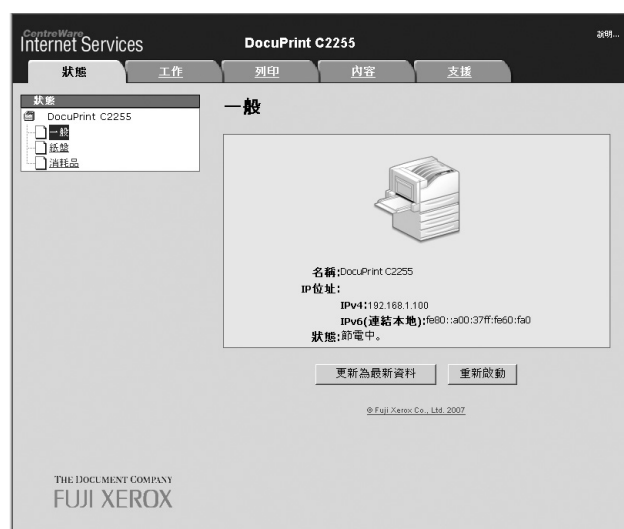 CentreWare
Internet Services
DocuPrint C2255
說明...
狀態 工作 列印 內容 支援
狀態
DocuPrint C2255
一般
紙盤
消耗品
一般
名稱:DocuPrint C2255
IP位址:
IPv4:192.168.1.100
IPv6(連結本地):fe80::a00:37ff:fe60:fa0
狀態:節電中。
更新為最新資料 重新啟動
© Fuji Xerox Co., Ltd. 2007
THE DOCUMENT COMPANY
FUJI XEROX